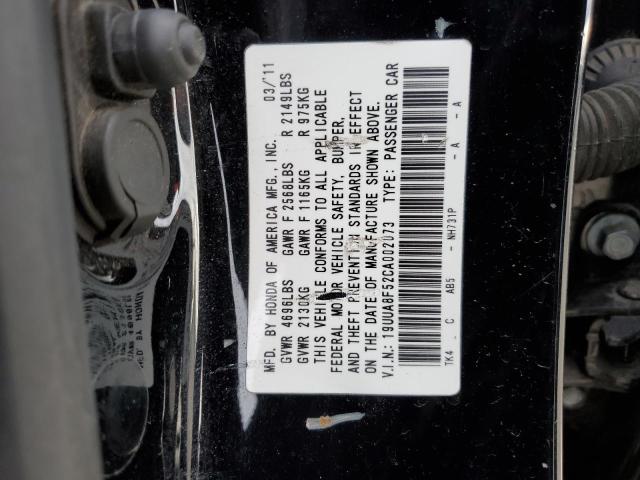 MFD. BY HONDA OF AMERICA MFG., INC. 03/'11
GVWR 4696LBS GAWR F 2568LBS R 2149LBS
GVWR 2130KG GAWR F 1165KG R 975KG
THIS VEHICLE CONFORMS TO ALL APPLICABLE
FEDERAL MOTOR VEHICLE SAFETY, BUMPER,
AND THEFT PREVENTION STANDARDS IN EFFECT
ON THE DATE OF MANUFACTURE SHOWN ABOVE.
V.I.N.: 19UUA8F52CA002073 TYPE: PASSENGER CAR
TK4 - C AB5 - NH731P - A - A